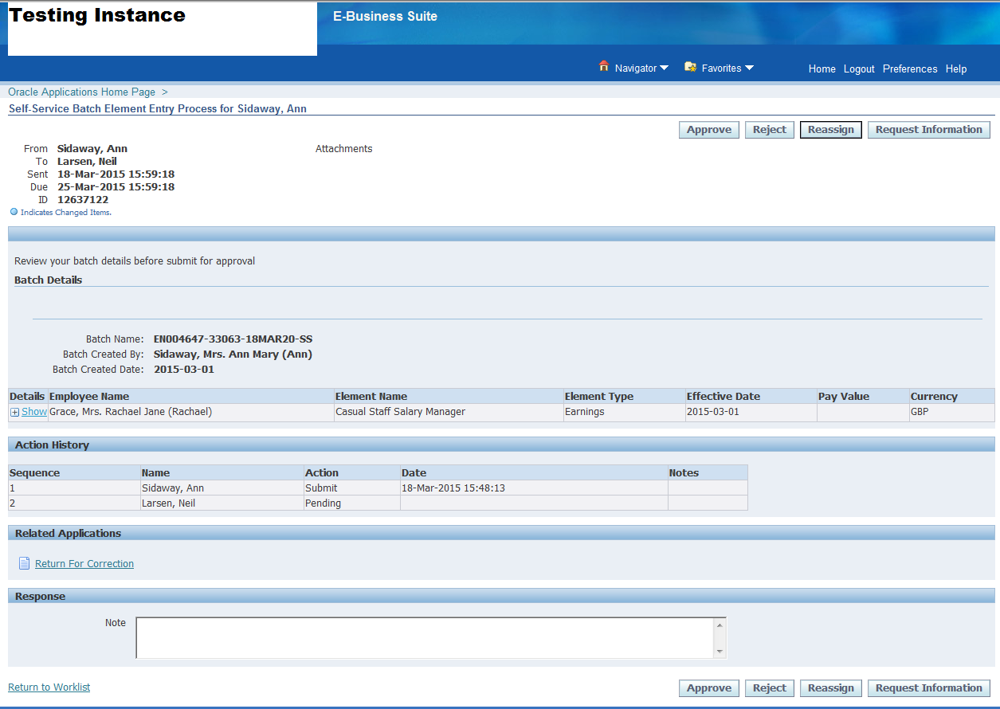 Testing Instance
E-Business Suite
Navigator Favorites Home Logout Preferences Help
Oracle Applications Home Page >
Self-Service Batch Element Entry Process for Sidaway, Ann
Approve Reject Reassign Request Information
From Sidaway, Ann Attachments
To Larsen, Neil
Sent 18-Mar-2015 15:59:18
Due 25-Mar-2015 15:59:18
ID 12637122
Indicates Changed Items.
Review your batch details before submit for approval
Batch Details
Batch Name: EN004647-33063-18MAR20-SS
Batch Created By: Sidaway, Mrs. Ann Mary (Ann)
Batch Created Date: 2015-03-01
Details Employee Name Element Name Element Type Effective Date Pay Value Currency
Show Grace, Mrs. Rachael Jane (Rachael) Casual Staff Salary Manager Earnings 2015-03-01 GBP
Action History
Sequence Name Action Date Notes
1 Sidaway, Ann Submit 18-Mar-2015 15:48:13
2 Larsen, Neil Pending
Related Applications
Return For Correction
Response
Note
Return to Worklist Approve Reject Reassign Request Information